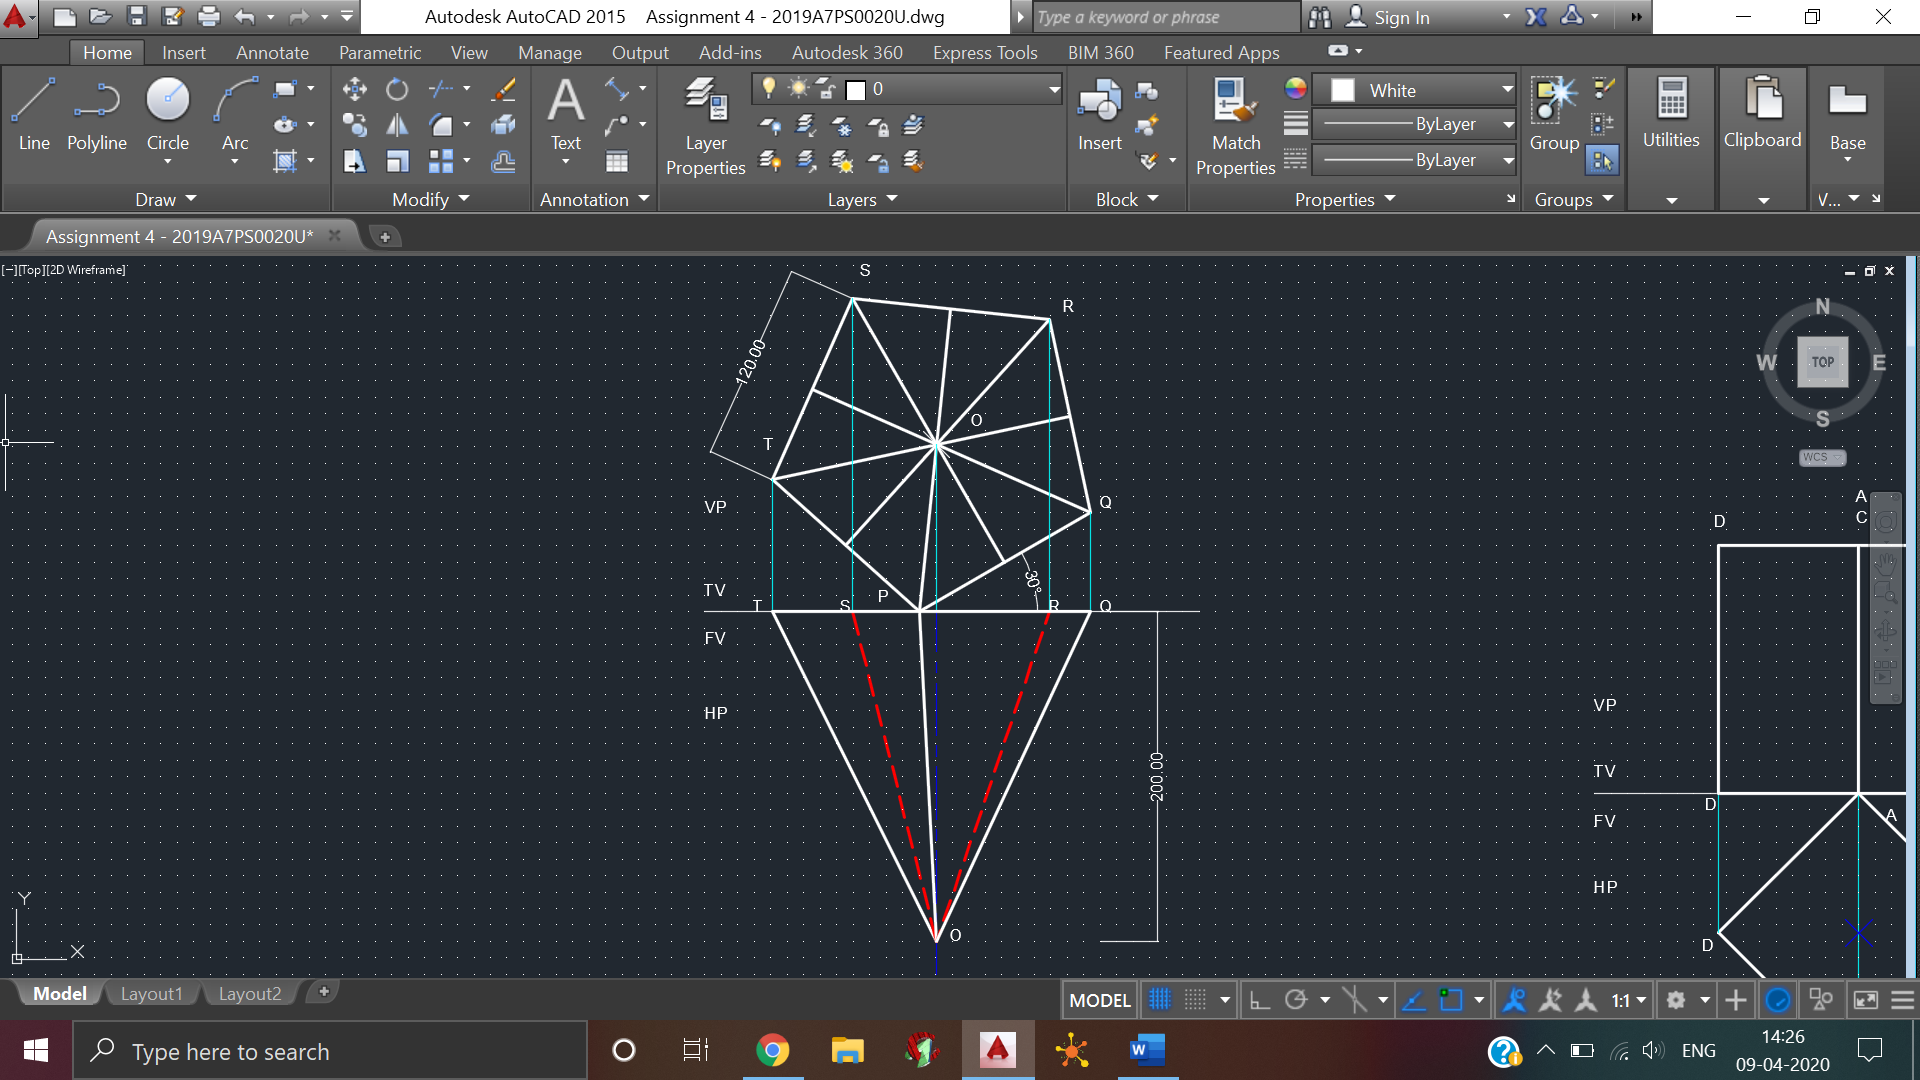 Autodesk AutoCAD 2015 Assignment 4 - 2019A7PS0020U.dwg
Type a keyword or phrase
Sign In
Home Insert Annotate Parametric View Manage Output Add-ins Autodesk 360 Express Tools BIM 360 Featured Apps
Line Polyline Circle Arc
Draw
Modify
Text
Annotation
Layer
Properties
0
Layers
Insert
Block
Match
Properties
White
ByLayer
ByLayer
Properties
Group
Groups
Utilities
Clipboard
Base
V...
Assignment 4 - 2019A7PS0020U*
[−][Top][2D Wireframe]
S
R
120.00
O
T
VP
Q
30°
TV
P
T S R Q
FV
HP
200.00
O
N
W TOP E
S
WCS
A
C
D
VP
TV
D
A
FV
HP
D
Y
X
Model Layout1 Layout2
MODEL
1:1
Type here to search
W
ENG
14:26
09-04-2020